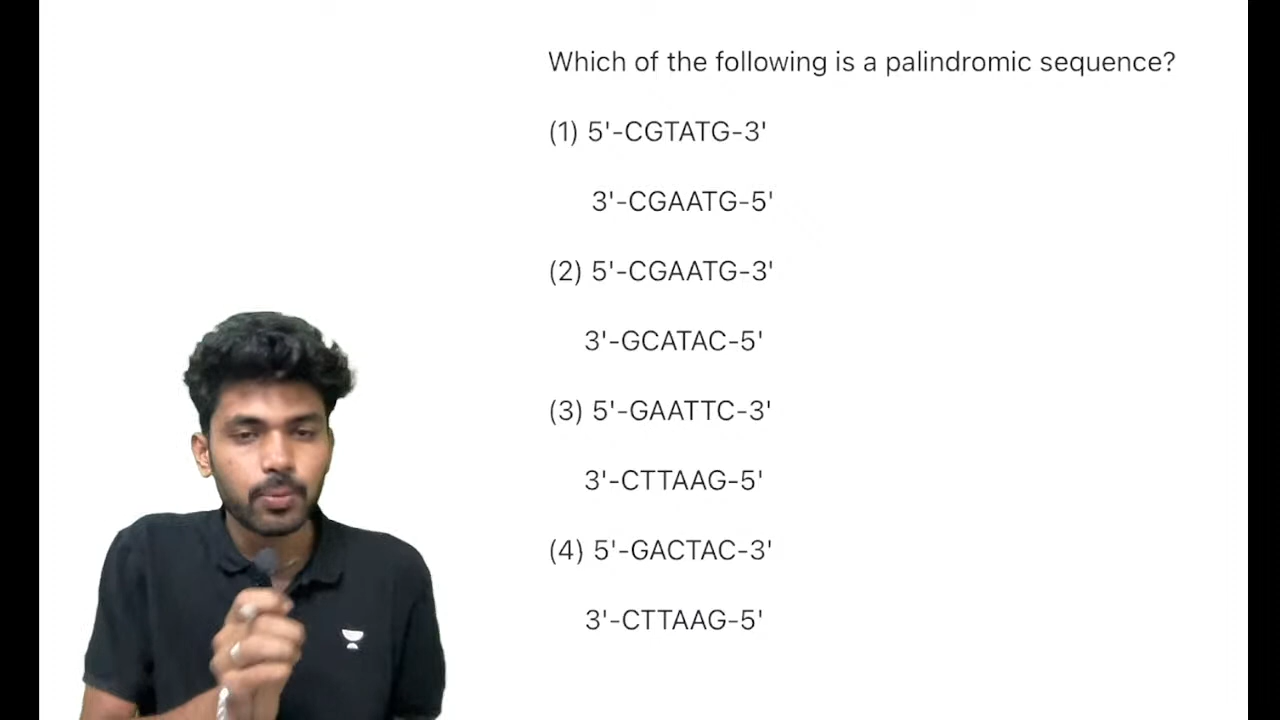 Which of the following is a palindromic sequence?
(1) 5'-CGTATG-3'
3'-CGAATG-5'
(2) 5'-CGAATG-3'
3'-GCATAC-5'
(3) 5'-GAATTC-3'
3'-CTTAAG-5'
(4) 5'-GACTAC-3'
3'-CTTAAG-5'